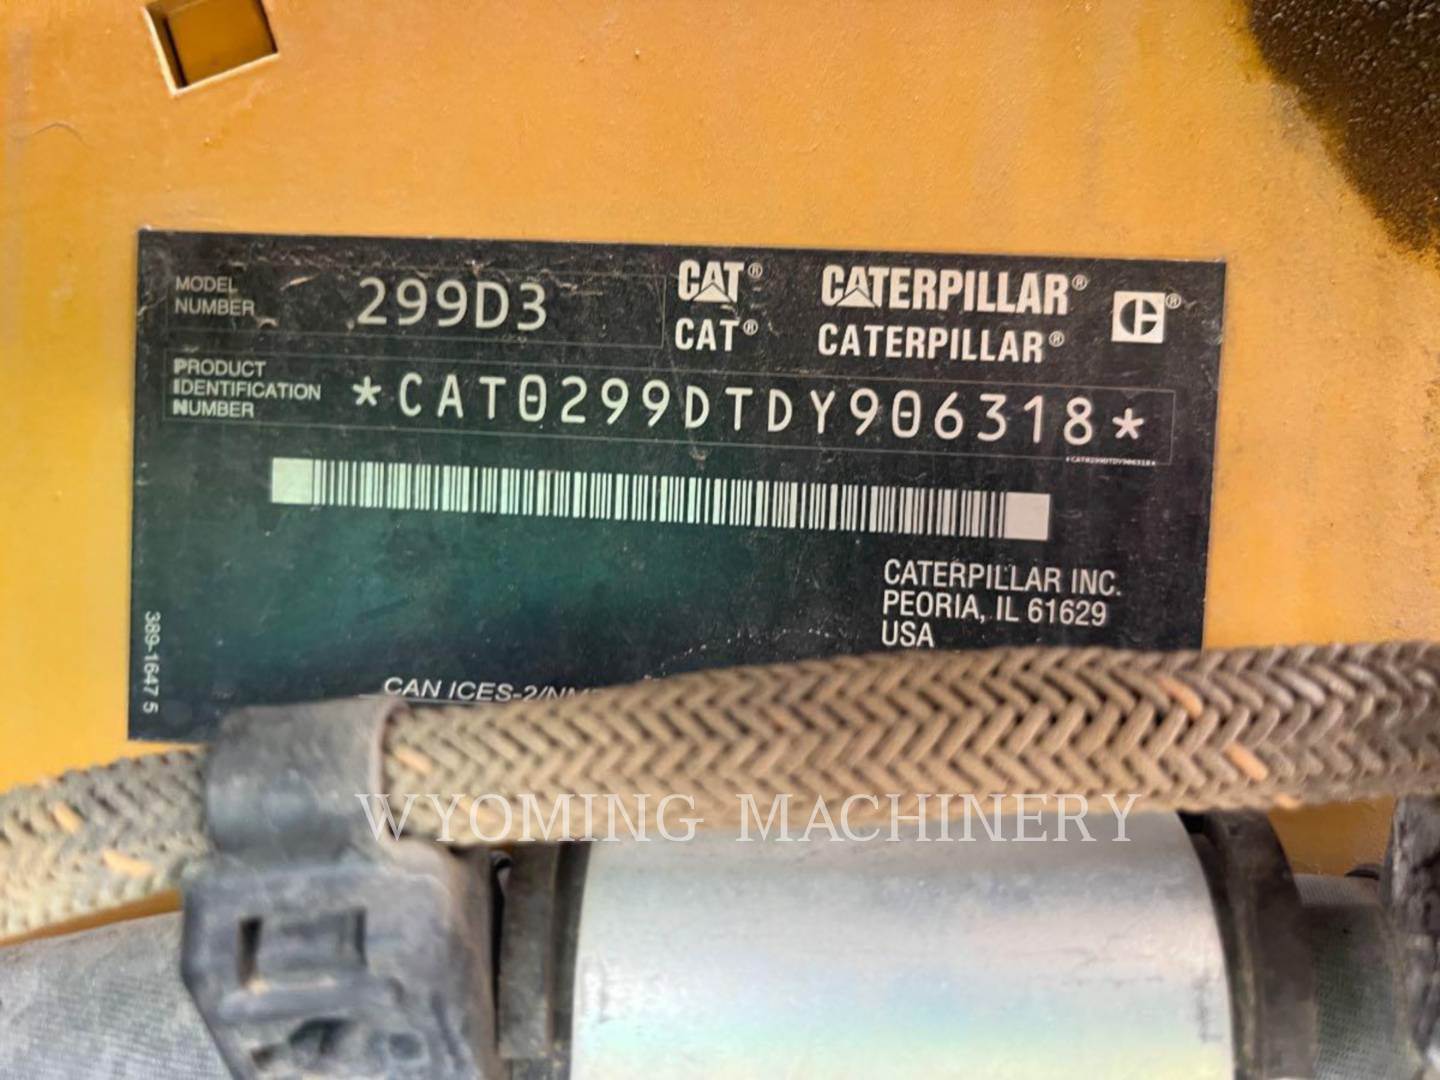 MODEL NUMBER 299D3
CAT® CATERPILLAR® ®
CAT® CATERPILLAR®
PRODUCT IDENTIFICATION NUMBER *CAT0299DTDY906318*
*CAT0299DTDY906318*
CATERPILLAR INC.
PEORIA, IL 61629
USA
389-1647 5
CAN ICES-2/
WYOMING MACHINERY